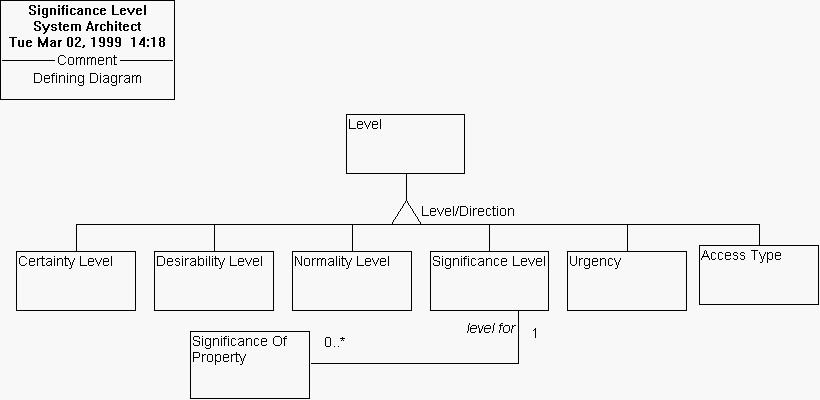 Significance Level
System Architect
Tue Mar 02, 1999  14:18
Comment
Defining Diagram
Level
Level/Direction
Certainty Level
Desirability Level
Normality Level
Significance Level
Urgency
Access Type
level for
1
0..*
Significance Of
Property